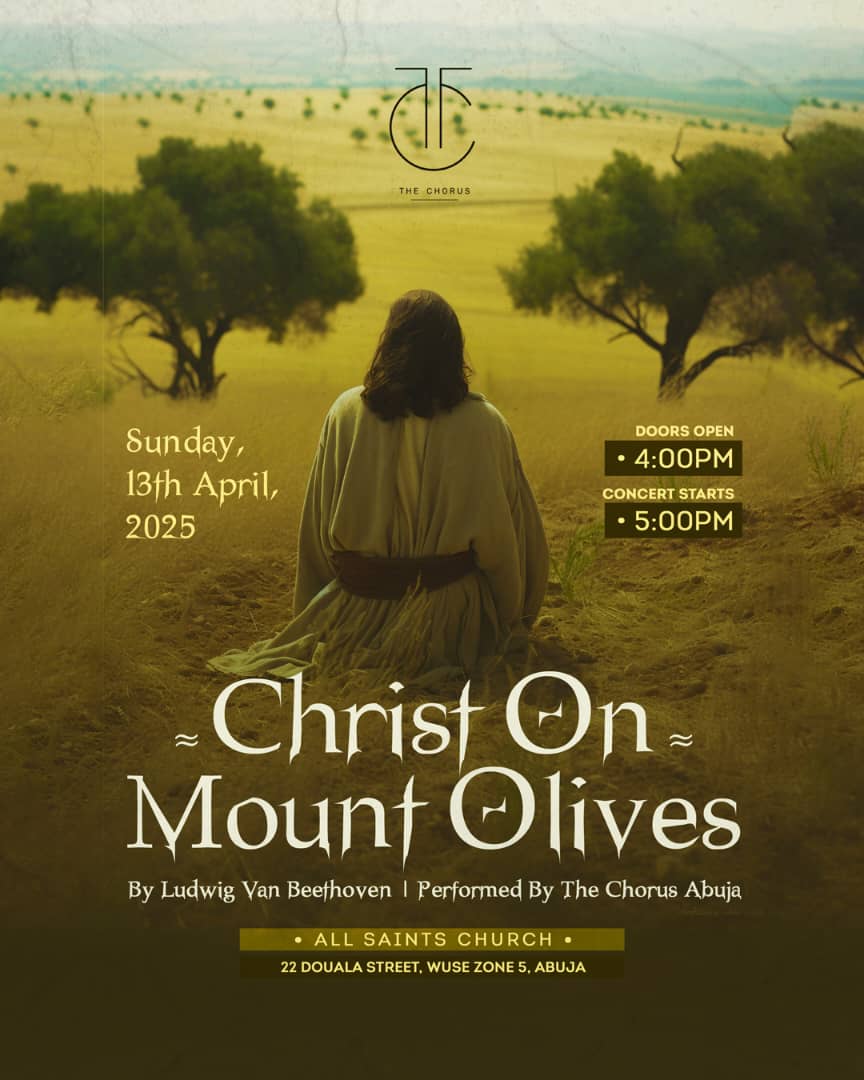 THE CHORUS
Sunday,
13th April,
2025
DOORS OPEN
• 4:00PM
CONCERT STARTS
• 5:00PM
≈ Christ On ≈
Mount Olives
By Ludwig Van Beethoven | Performed By The Chorus Abuja
• ALL SAINTS CHURCH •
22 DOUALA STREET, WUSE ZONE 5, ABUJA